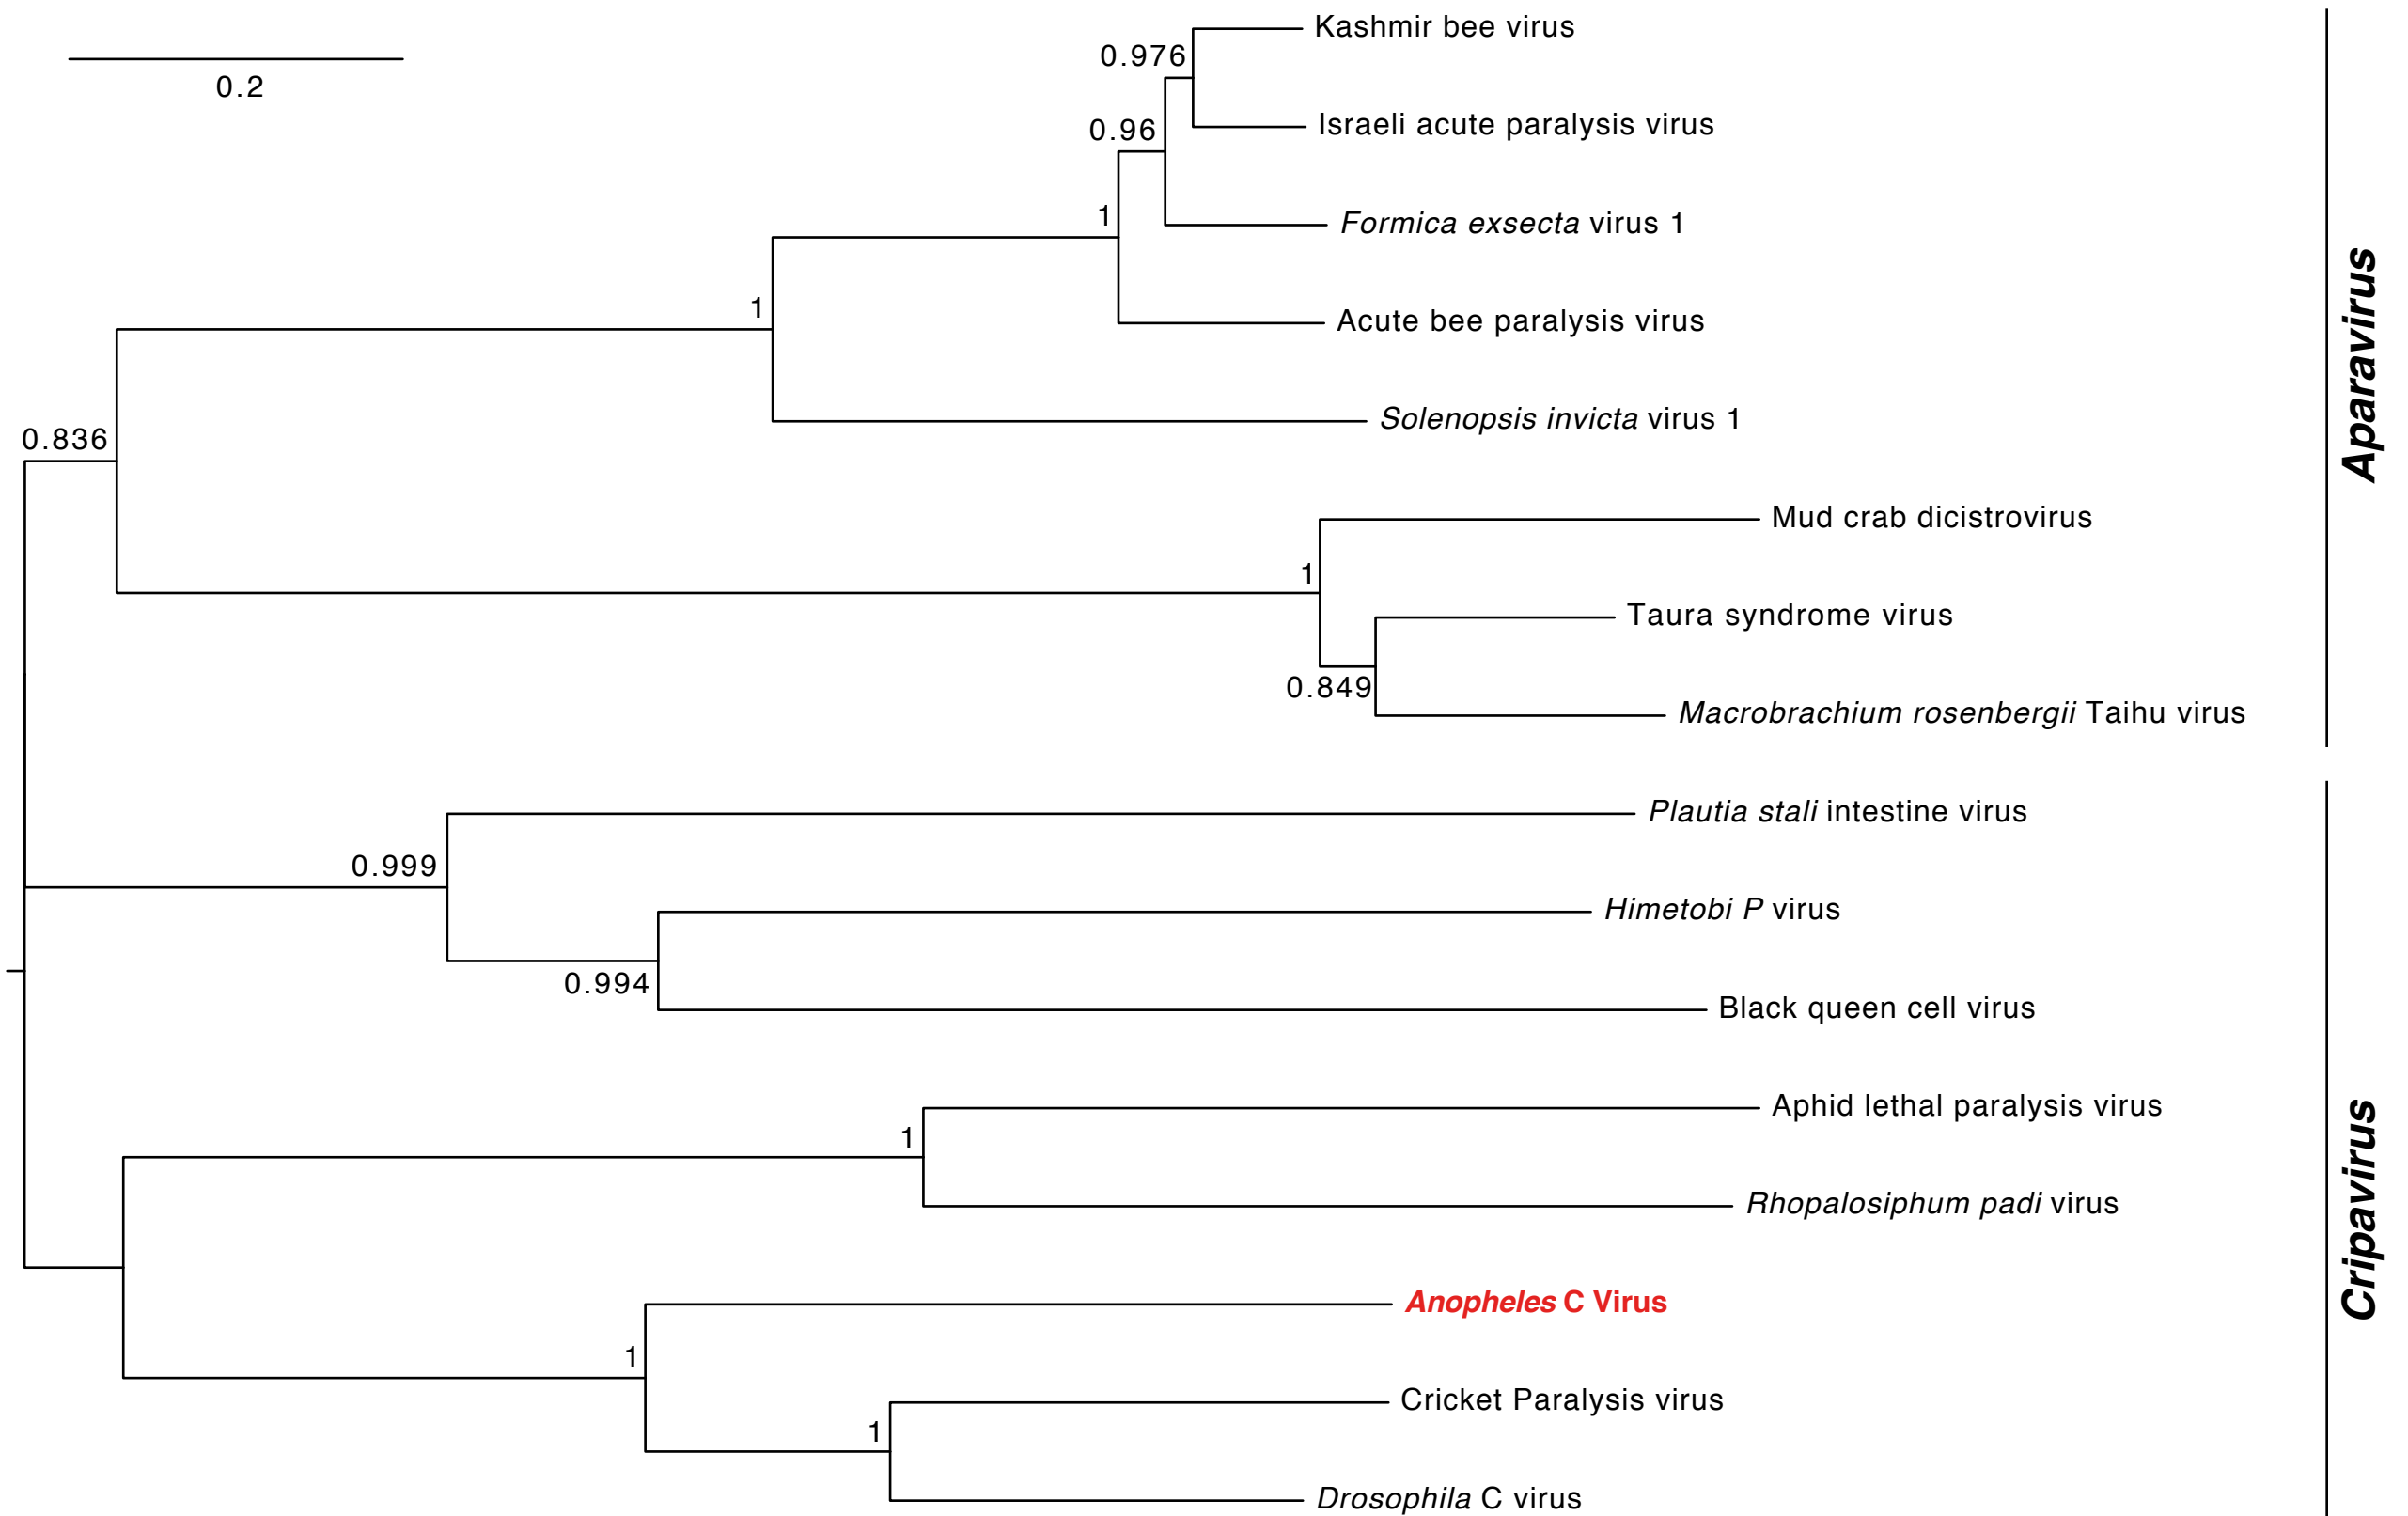 Kashmir bee virus
0.976
0.2
Israeli acute paralysis virus
0.96
Formica exsecta virus 1
1
Acute bee paralysis virus
1
Solenopsis invicta virus 1
0.836
Aparavirus
Mud crab dicistrovirus
1
Taura syndrome virus
0.849
Macrobrachium rosenbergii Taihu virus
Plautia stali intestine virus
0.999
Himetobi P virus
0.994
Black queen cell virus
Aphid lethal paralysis virus
1
Rhopalosiphum padi virus
Cripavirus
Anopheles C Virus
1
Cricket Paralysis virus
1
Drosophila C virus